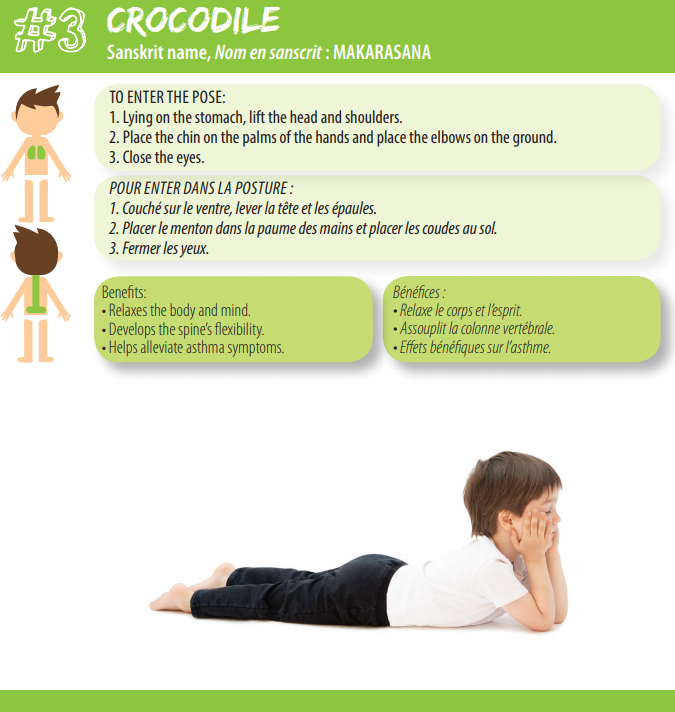 #3 CROCODILE
Sanskrit name, Nom en sanscrit : MAKARASANA
TO ENTER THE POSE:
1. Lying on the stomach, lift the head and shoulders.
2. Place the chin on the palms of the hands and place the elbows on the ground.
3. Close the eyes.
POUR ENTER DANS LA POSTURE :
1. Couché sur le ventre, lever la tête et les épaules.
2. Placer le menton dans la paume des mains et placer les coudes au sol.
3. Fermer les yeux.
Benefits:
• Relaxes the body and mind.
• Develops the spine's flexibility.
• Helps alleviate asthma symptoms.
Bénéfices :
• Relaxe le corps et l'esprit.
• Assouplit la colonne vertébrale.
• Effets bénéfiques sur l'asthme.